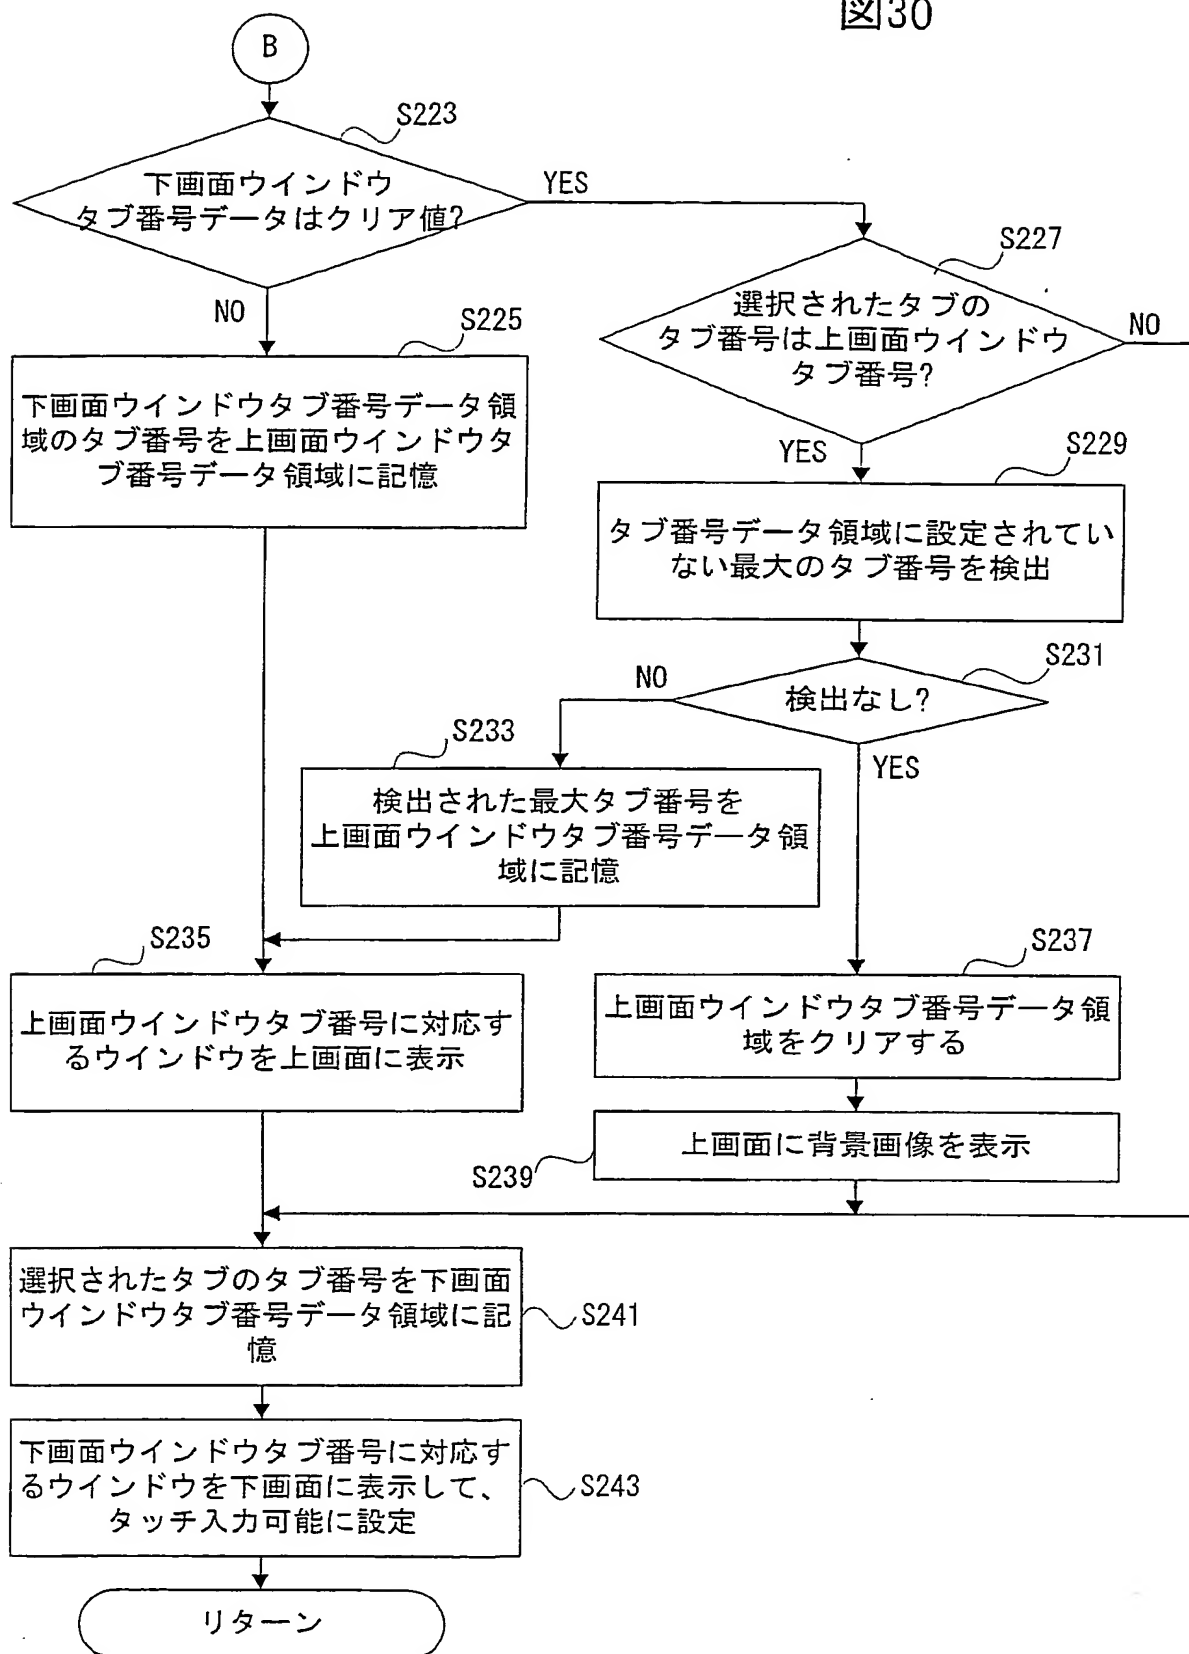 図30
B
S223
下画面ウインドウ
タブ番号データはクリア値?
YES
NO
S227
選択されたタブの
タブ番号は上画面ウインドウ
タブ番号?
NO
YES
S225
下画面ウインドウタブ番号データ領
域のタブ番号を上画面ウインドウタ
ブ番号データ領域に記憶
S229
タブ番号データ領域に設定されてい
ない最大のタブ番号を検出
S231
検出なし?
NO
YES
S233
検出された最大タブ番号を
上画面ウインドウタブ番号データ領
域に記憶
S235
上画面ウインドウタブ番号に対応す
るウインドウを上画面に表示
S237
上画面ウインドウタブ番号データ領
域をクリアする
上画面に背景画像を表示
S239
選択されたタブのタブ番号を下画面
ウインドウタブ番号データ領域に記
憶
S241
下画面ウインドウタブ番号に対応す
るウインドウを下画面に表示して、
タッチ入力可能に設定
S243
リターン